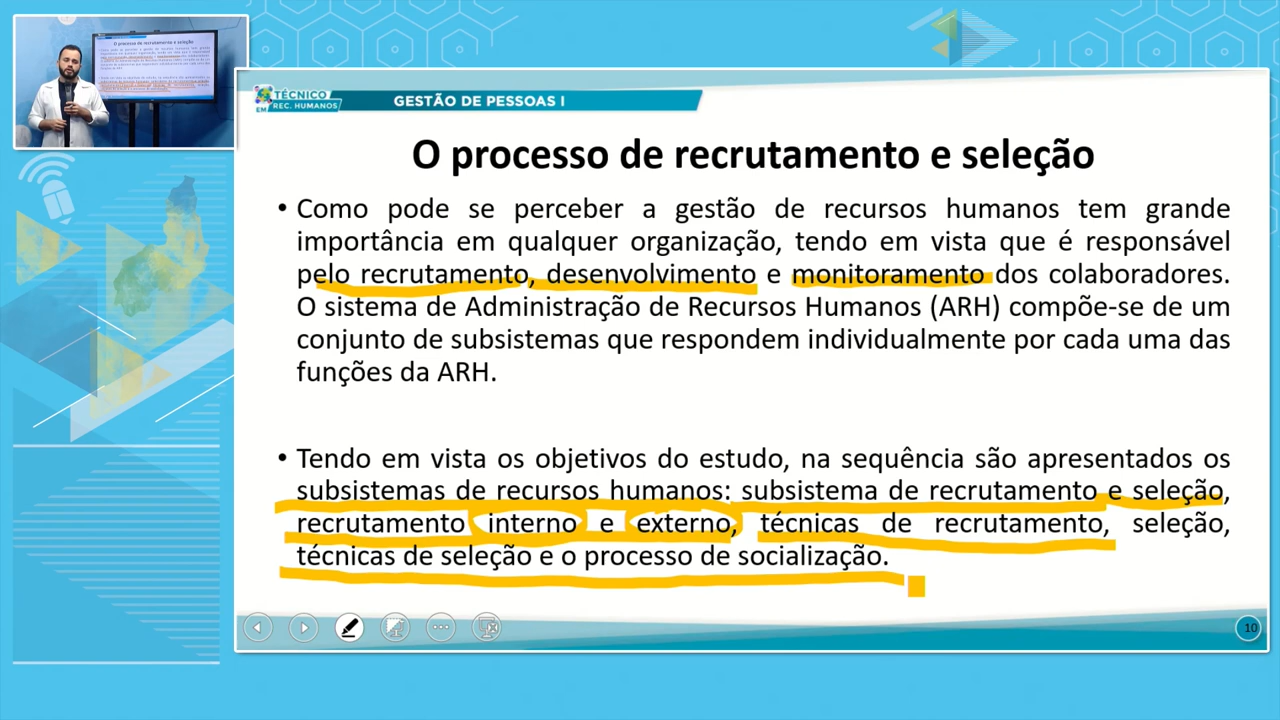 O processo de recrutamento e seleção
TÉCNICO
EM REC. HUMANOS
GESTÃO DE PESSOAS I
O processo de recrutamento e seleção
• Como pode se perceber a gestão de recursos humanos tem grande
importância em qualquer organização, tendo em vista que é responsável
pelo recrutamento, desenvolvimento e monitoramento dos colaboradores.
O sistema de Administração de Recursos Humanos (ARH) compõe-se de um
conjunto de subsistemas que respondem individualmente por cada uma das
funções da ARH.
• Tendo em vista os objetivos do estudo, na sequência são apresentados os
subsistemas de recursos humanos: subsistema de recrutamento e seleção,
recrutamento interno e externo, técnicas de recrutamento, seleção,
técnicas de seleção e o processo de socialização.
10